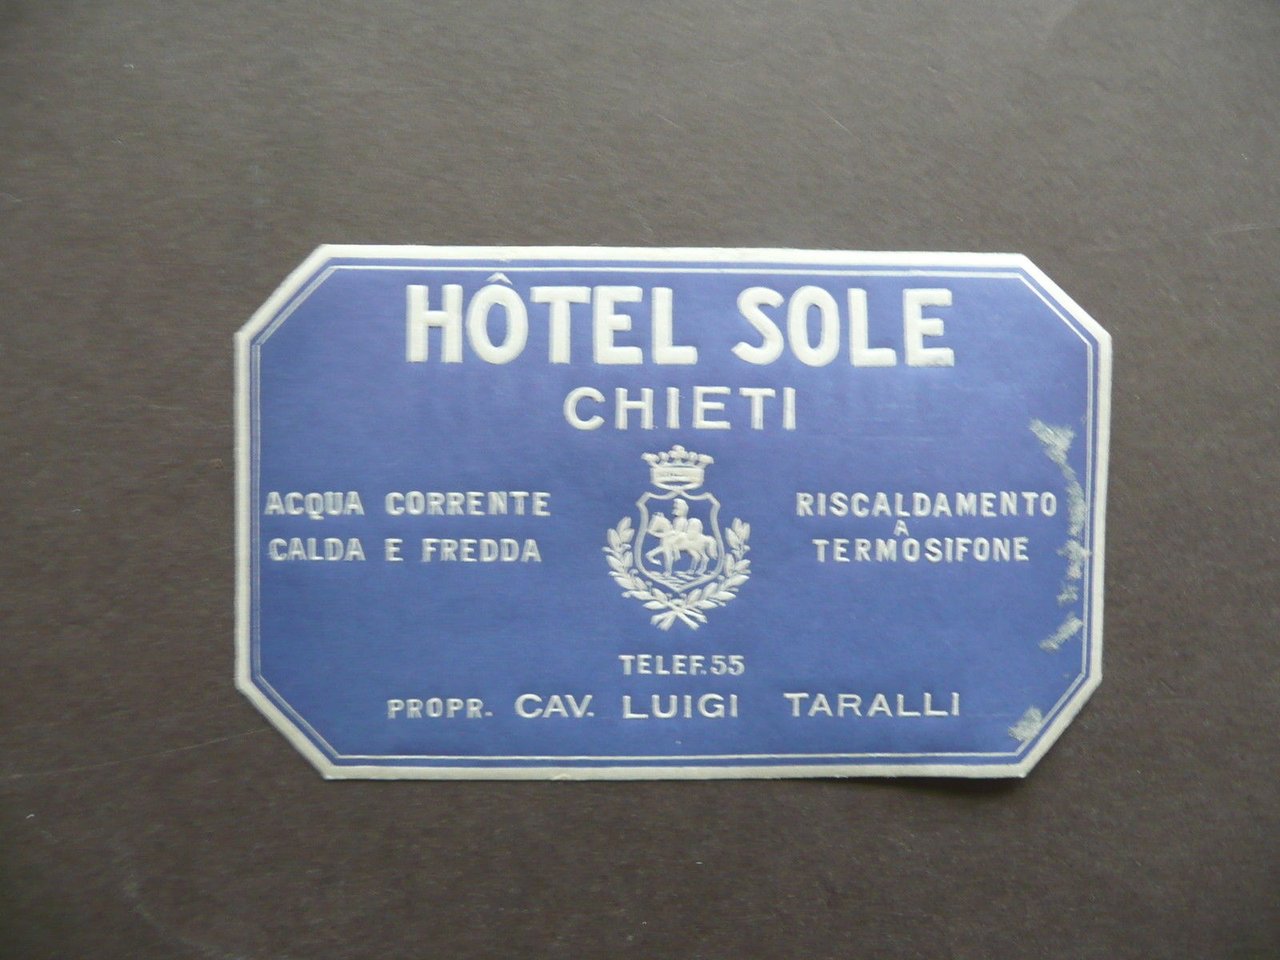 HÔTEL SOLE
CHIETI
ACQUA CORRENTE
CALDA E FREDDA
RISCALDAMENTO
A
TERMOSIFONE
TELEF. 55
PROPR. CAV. LUIGI TARALLI